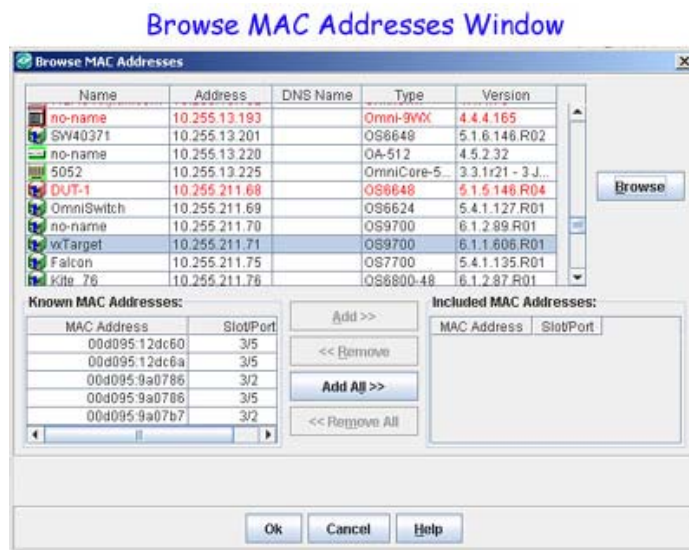 Browse MAC Addresses Window
Browse MAC Addresses
Name Address DNS Name Type Version
no-name 10.255.13.193 Omni-9WX 4.4.4.165
SW40371 10.255.13.201 OS6648 5.1.6.146.R02
no-name 10.255.13.220 OA-512 4.5.2.32
5052 10.255.13.225 OmniCore-5... 3.3.1r21 - 3 J...
DUT-1 10.255.211.68 OS6648 5.1.5.146.R04
OmniSwitch 10.255.211.69 OS6624 5.4.1.127.R01
no-name 10.255.211.70 OS9700 6.1.2.89.R01
vxTarget 10.255.211.71 OS9700 6.1.1.606.R01
Falcon 10.255.211.75 OS7700 5.4.1.135.R01
Kite_76 10.255.211.76 OS6800-48 6.1.2.87.R01
Browse
Known MAC Addresses:
MAC Address Slot/Port
00d095:12dc60 3/5
00d095:12dc6a 3/5
00d095:9a0786 3/2
00d095:9a0786 3/5
00d095:9a07b7 3/2
Add >>
<< Remove
Add All >>
<< Remove All
Included MAC Addresses:
MAC Address Slot/Port
Ok Cancel Help